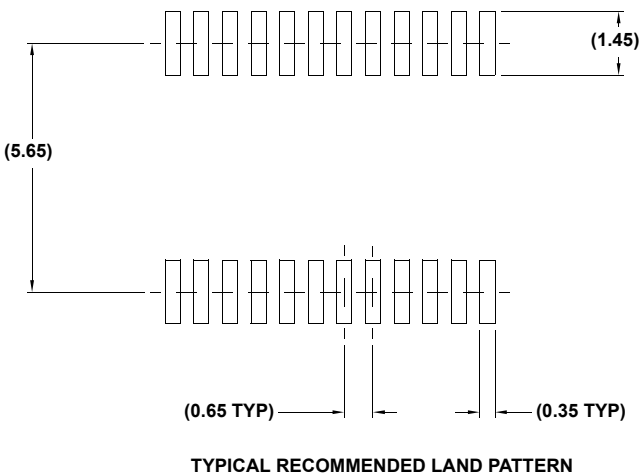 (1.45)
(5.65)
(0.65 TYP)
(0.35 TYP)
TYPICAL RECOMMENDED LAND PATTERN